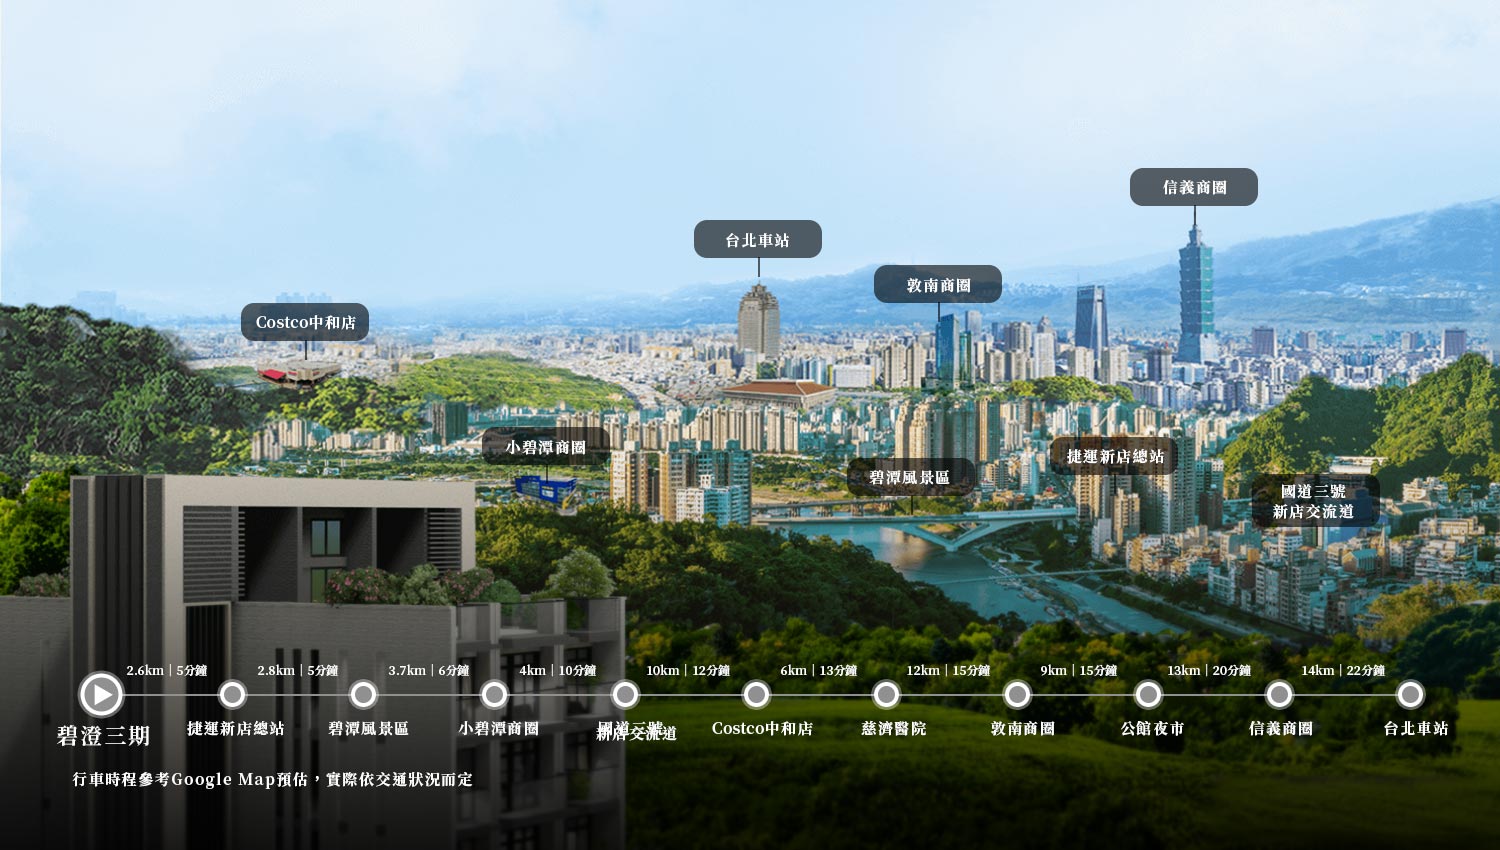 信義商圈
台北車站
敦南商圈
Costco中和店
小碧潭商圈
碧潭風景區
捷運新店總站
國道三號
新店交流道
2.6km｜5分鐘
2.8km｜5分鐘
3.7km｜6分鐘
4km｜10分鐘
10km｜12分鐘
6km｜13分鐘
12km｜15分鐘
9km｜15分鐘
13km｜20分鐘
14km｜22分鐘
碧澄三期
捷運新店總站
碧潭風景區
小碧潭商圈
國道三號
新店交流道
Costco中和店
慈濟醫院
敦南商圈
公館夜市
信義商圈
台北車站
行車時程參考Google Map預估，實際依交通狀況而定